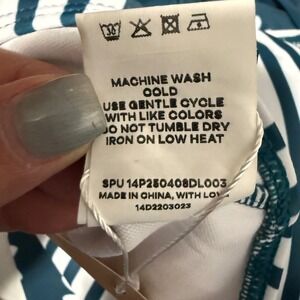 30
MACHINE WASH
COLD
USE GENTLE CYCLE
WITH LIKE COLORS
DO NOT TUMBLE DRY
IRON ON LOW HEAT
SPU 14P250408DL003
MADE IN CHINA, WITH LOVE
14D2203023